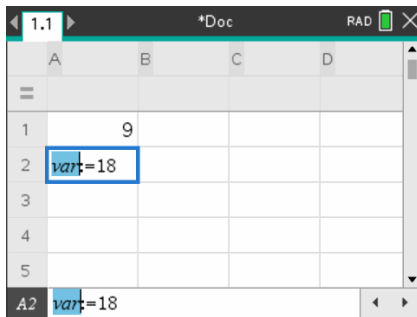 1.1 *Doc RAD
A B C D
=
1 9
2 var:=18
3
4
5
A2 var:=18